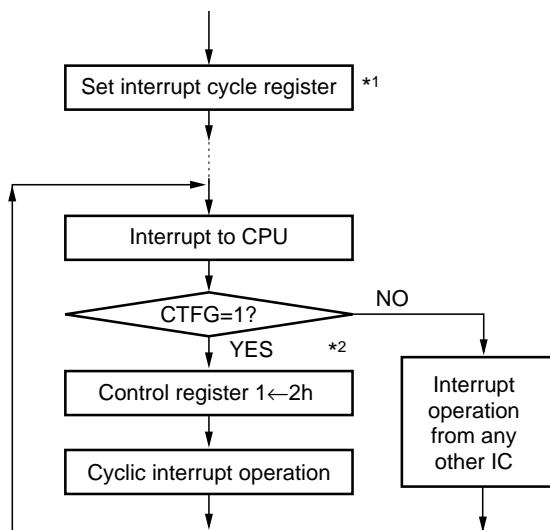 Set interrupt cycle register *1
Interrupt to CPU
CTFG=1?
NO
YES *2
Control register 1←2h
Cyclic interrupt operation
Interrupt
operation
from any
other IC